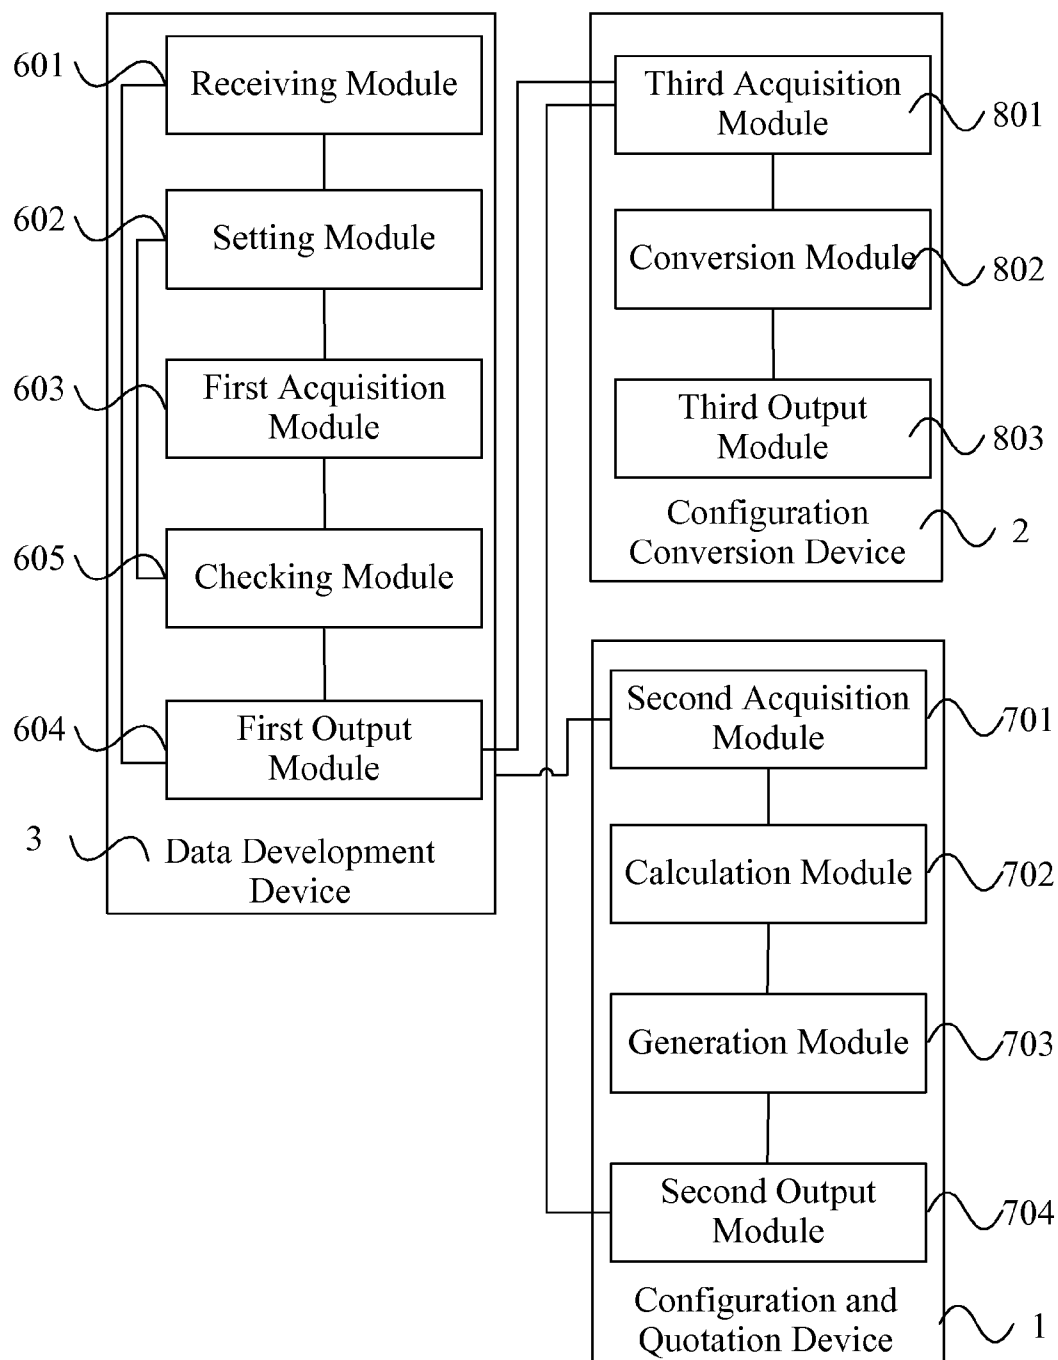 601
Receiving Module
602
Setting Module
603
First Acquisition
Module
605
Checking Module
604
First Output
Module
3
Data Development
Device
Third Acquisition
Module
801
Conversion Module
802
Third Output
Module
803
Configuration
Conversion Device
2
Second Acquisition
Module
701
Calculation Module
702
Generation Module
703
Second Output
Module
704
Configuration and
Quotation Device
1